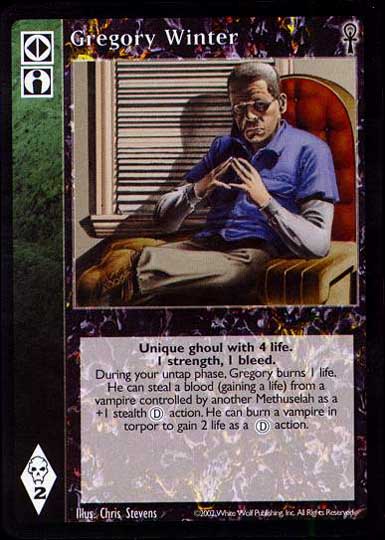 Gregory Winter
Unique ghoul with 4 life.
1 strength, 1 bleed.
During your untap phase, Gregory burns 1 life.
He can steal a blood (gaining a life) from a
vampire controlled by another Methuselah as a
+1 stealth Ⓓ action. He can burn a vampire in
torpor to gain 2 life as a Ⓓ action.
2
Illus: Chris Stevens
©2002 White Wolf Publishing, Inc. All Rights Reserved.